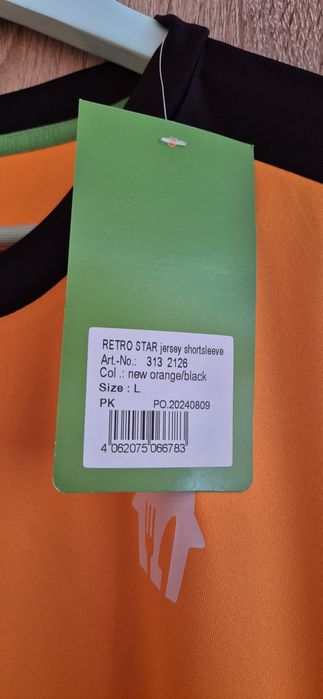 RETRO STAR jersey shortsleeve
Art.-No.: 313 2126
Col .: new orange/black
Size : L
PK PO.20240809
4 062075 066783